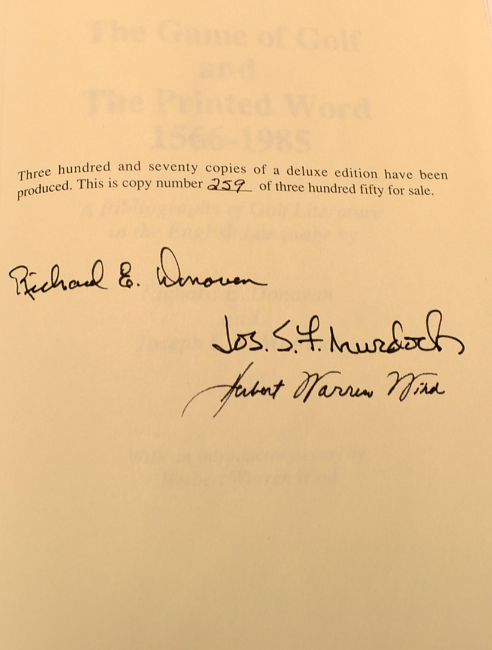 The Game of Golf
and
The Printed Word
1566-1985
Three hundred and seventy copies of a deluxe edition have been
produced. This is copy number 259 of three hundred fifty for sale.
A Bibliography of Golf Literature
in the English Language by
Richard E. Donovan
Richard E. Donovan
Joseph
Jos. S. F. Murdoch
Herbert Warren Wind
With an introductory essay by
Herbert Warren Wind